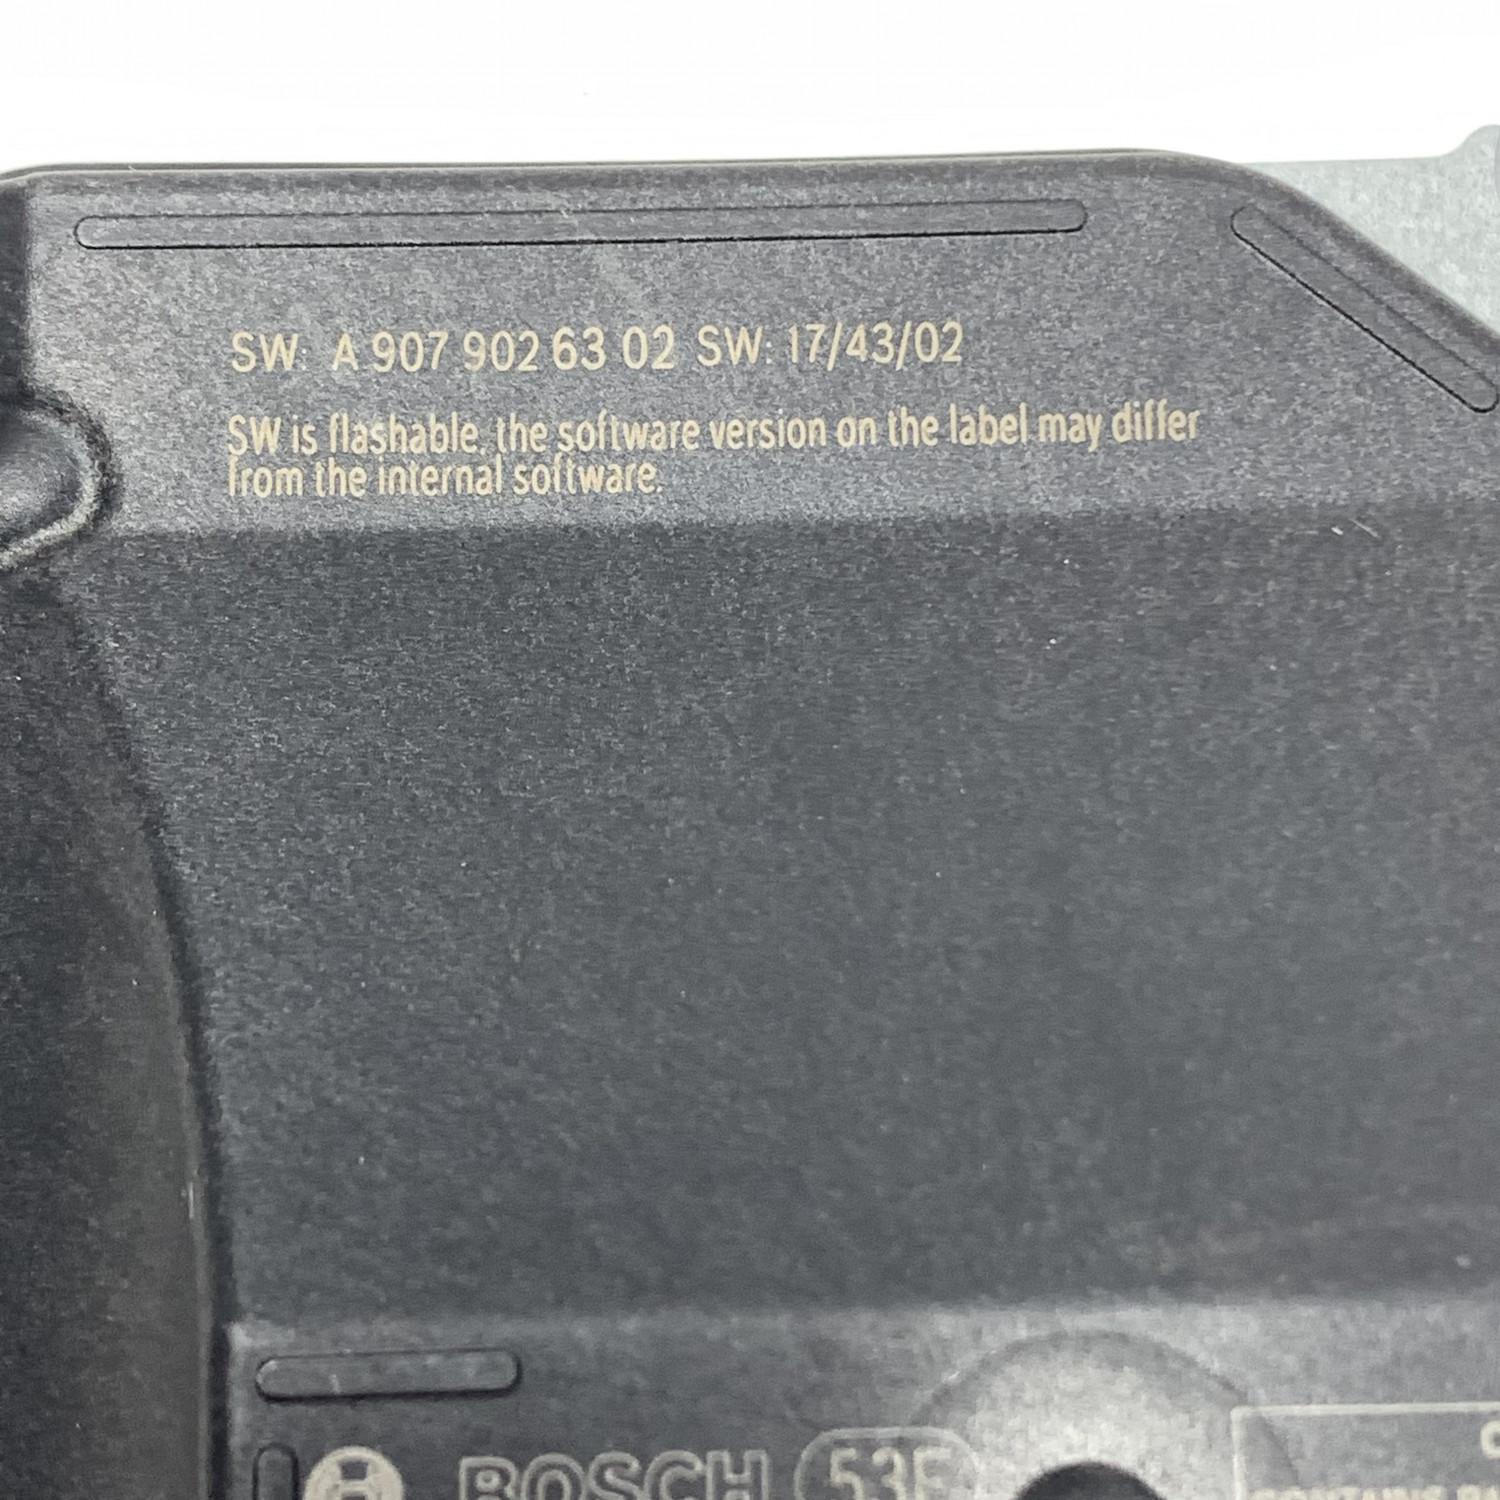 SW: A 907 902 63 02 SW: 17/43/02
SW is flashable, the software version on the label may differ
from the internal software.
BOSCH 53F